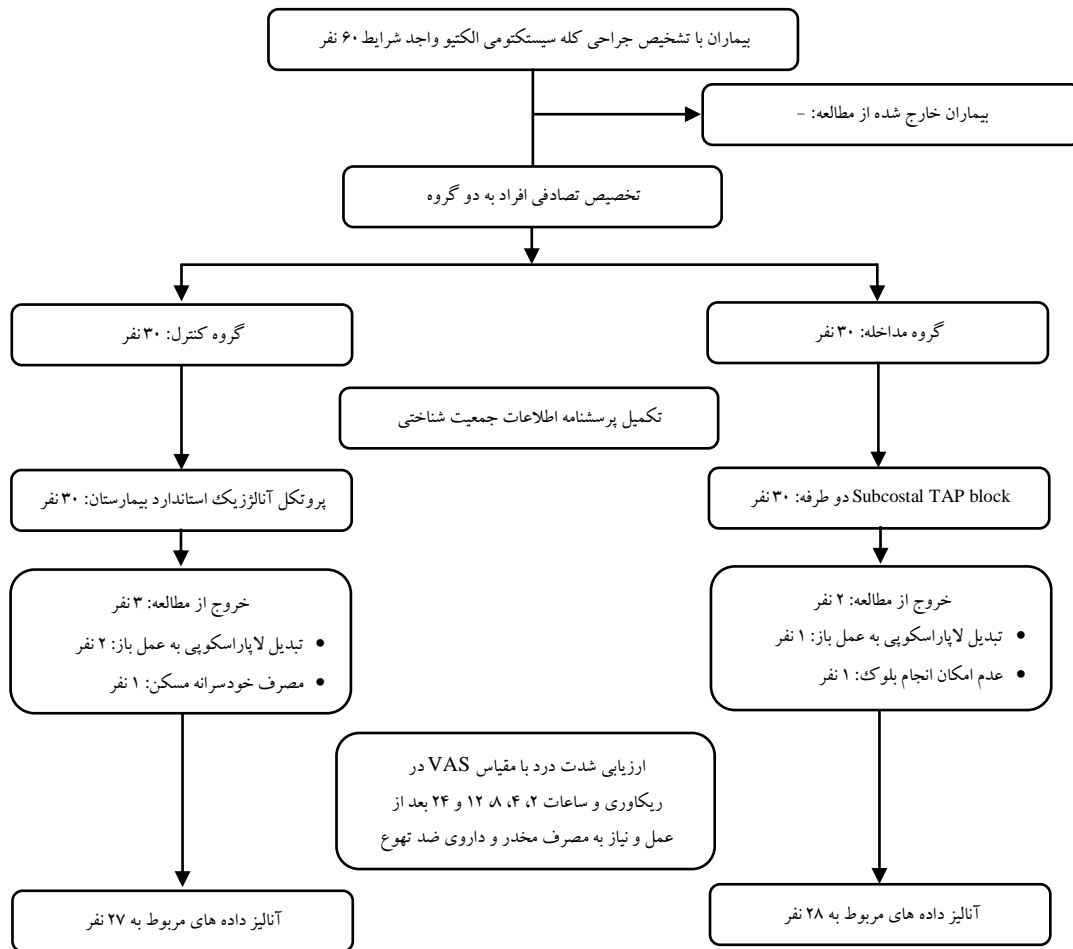 بیماران با تشخیص جراحی کله سیستکتومی الکتیو واجد شرایط ۶۰ نفر
بیماران خارج شده از مطالعه: -
تخصیص تصادفی افراد به دو گروه
گروه مداخله: ۳۰ نفر
گروه کنترل: ۳۰ نفر
تکمیل پرسشنامه اطلاعات جمعیت شناختی
Subcostal TAP block دو طرفه: ۳۰ نفر
پروتکل آنالژزیک استاندارد بیمارستان: ۳۰ نفر
خروج از مطالعه: ۲ نفر
• تبدیل لاپاراسکوپی به عمل باز: ۱ نفر
• عدم امکان انجام بلوک: ۱ نفر
خروج از مطالعه: ۳ نفر
• تبدیل لاپاراسکوپی به عمل باز: ۲ نفر
• مصرف خودسرانه مسکن: ۱ نفر
ارزیابی شدت درد با مقیاس VAS در
ریکاوری و ساعات ۲، ۴، ۸، ۱۲ و ۲۴ بعد از
عمل و نیاز به مصرف مخدر و داروی ضد تهوع
آنالیز داده های مربوط به ۲۸ نفر
آنالیز داده های مربوط به ۲۷ نفر